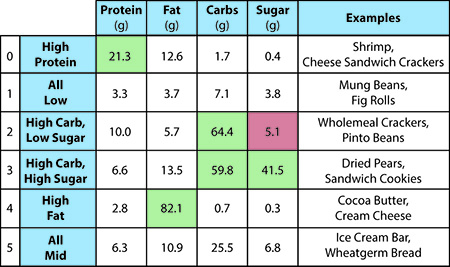 Protein (g) Fat (g) Carbs (g) Sugar (g) Examples
0 High Protein 21.3 12.6 1.7 0.4 Shrimp, Cheese Sandwich Crackers
1 All Low 3.3 3.7 7.1 3.8 Mung Beans, Fig Rolls
2 High Carb, Low Sugar 10.0 5.7 64.4 5.1 Wholemeal Crackers, Pinto Beans
3 High Carb, High Sugar 6.6 13.5 59.8 41.5 Dried Pears, Sandwich Cookies
4 High Fat 2.8 82.1 0.7 0.3 Cocoa Butter, Cream Cheese
5 All Mid 6.3 10.9 25.5 6.8 Ice Cream Bar, Wheatgerm Bread